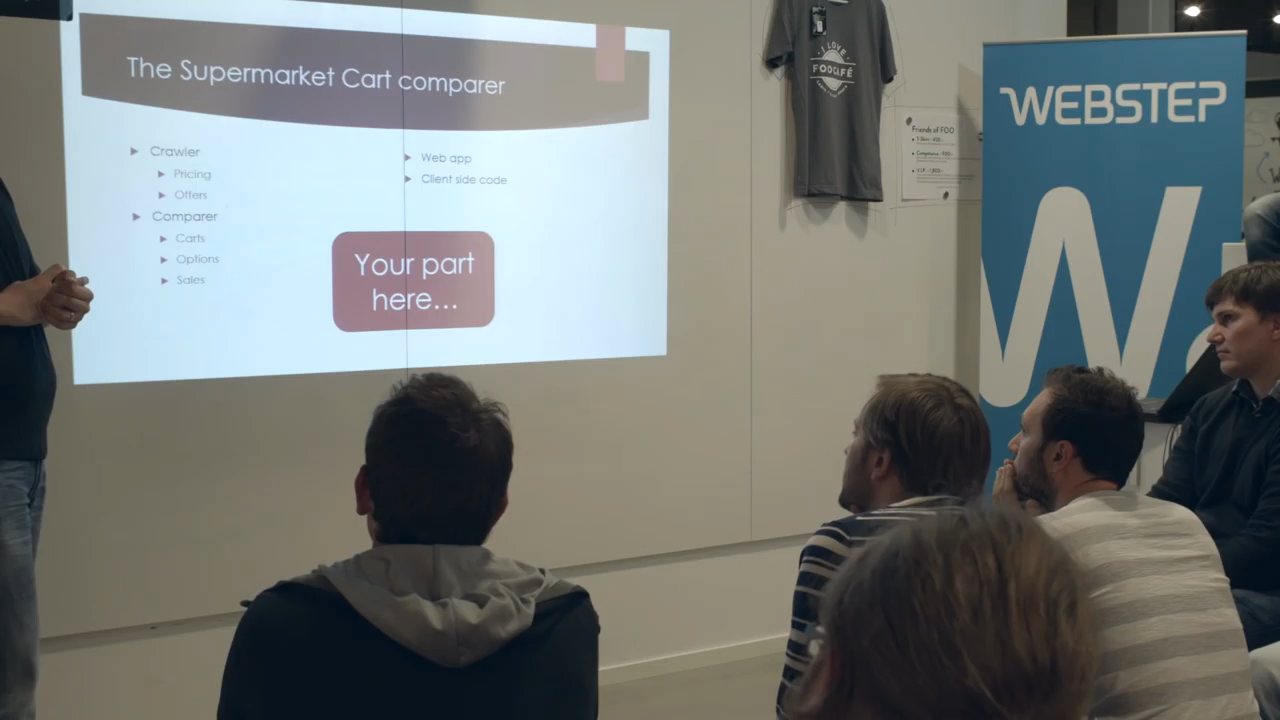 The Supermarket Cart comparer
Crawler
Pricing
Offers
Comparer
Carts
Options
Sales
Web app
Client side code
Your part
here...
I LOVE
FOOCAFÉ
Friends of FOO
WEBSTEP
W